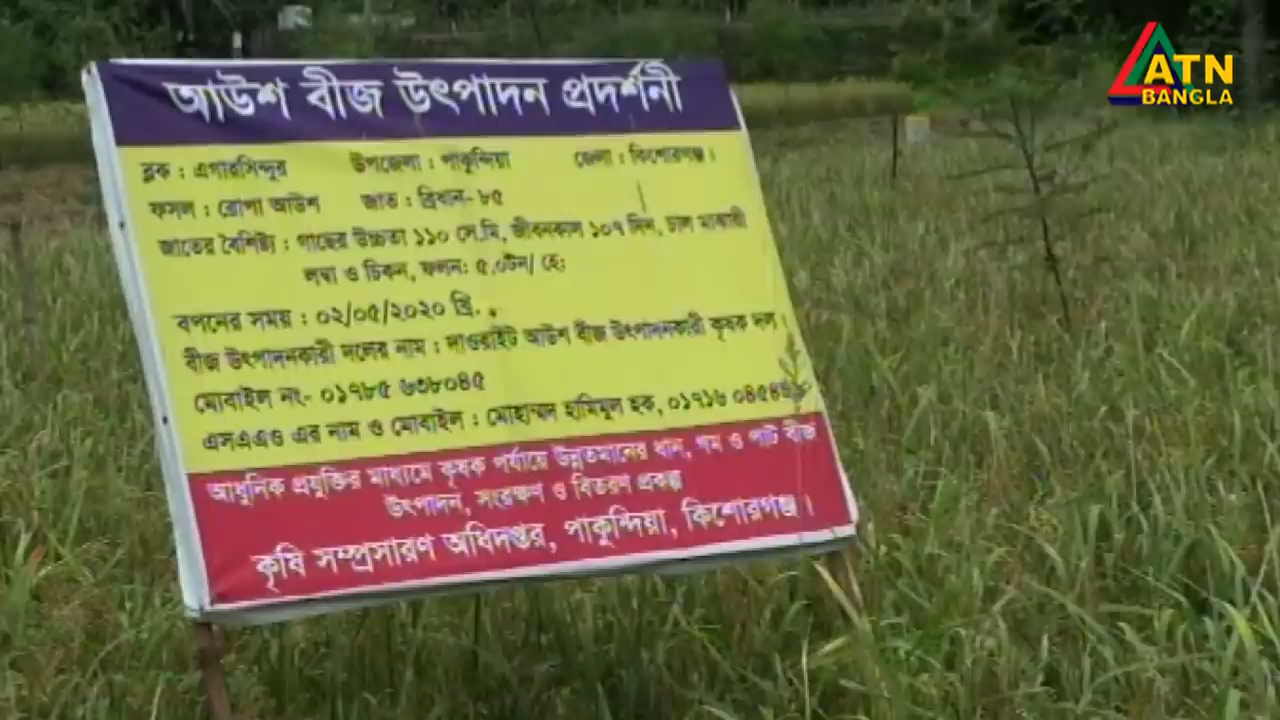 ATN
BANGLA
আউশ বীজ উৎপাদন প্রদর্শনী
ব্লক : এগারসিন্দুর উপজেলা : পাকুন্দিয়া জেলা : কিশোরগঞ্জ।
ফসল : রোপা আউশ জাত : ব্রিধান- ৮৫
জাতের বৈশিষ্ট্য : গাছের উচ্চতা ১১০ সে.মি, জীবনকাল ১০৭ দিন, চাল মাঝারী
লম্বা ও চিকন, ফলন: ৫.০টন/ হে:
বপনের সময় : ০২/০৫/২০২০ খ্রি.
বীজ উৎপাদনকারী দলের নাম : দাওরাইট আউশ বীজ উৎপাদনকারী কৃষক দল।
মোবাইল নং- ০১৭৮৫ ৬৩৮০৪৫
এসএএও এর নাম ও মোবাইল : মোহাম্মদ হামিমুল হক, ০১৭১৬
আধুনিক প্রযুক্তির মাধ্যমে কৃষক পর্যায়ে উন্নতমানের ধান, গম ও পাট বীজ
উৎপাদন, সংরক্ষণ ও বিতরণ প্রকল্প
কৃষি সম্প্রসারণ অধিদপ্তর, পাকুন্দিয়া, কিশোরগঞ্জ।